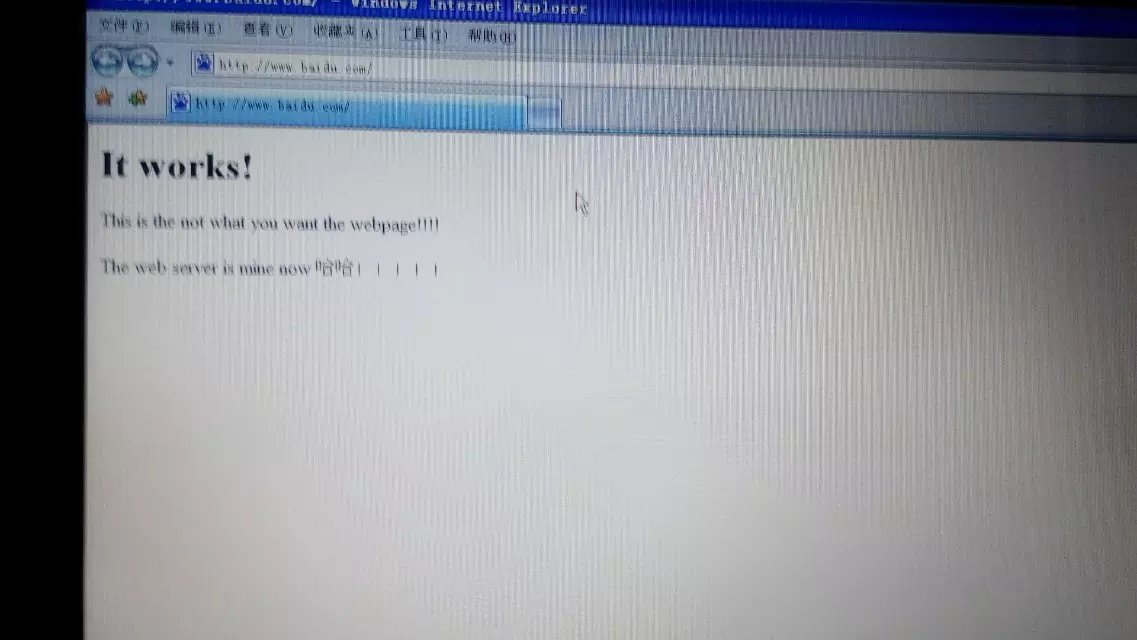 http://www.baidu.com/ - Windows Internet Explorer
文件(F) 编辑(E) 查看(V) 收藏夹(A) 工具(T) 帮助(H)
http://www.baidu.com/
http://www.baidu.com/
It works!
This is the not what you want the webpage!!!!
The web server is mine now 哈哈！！！！！